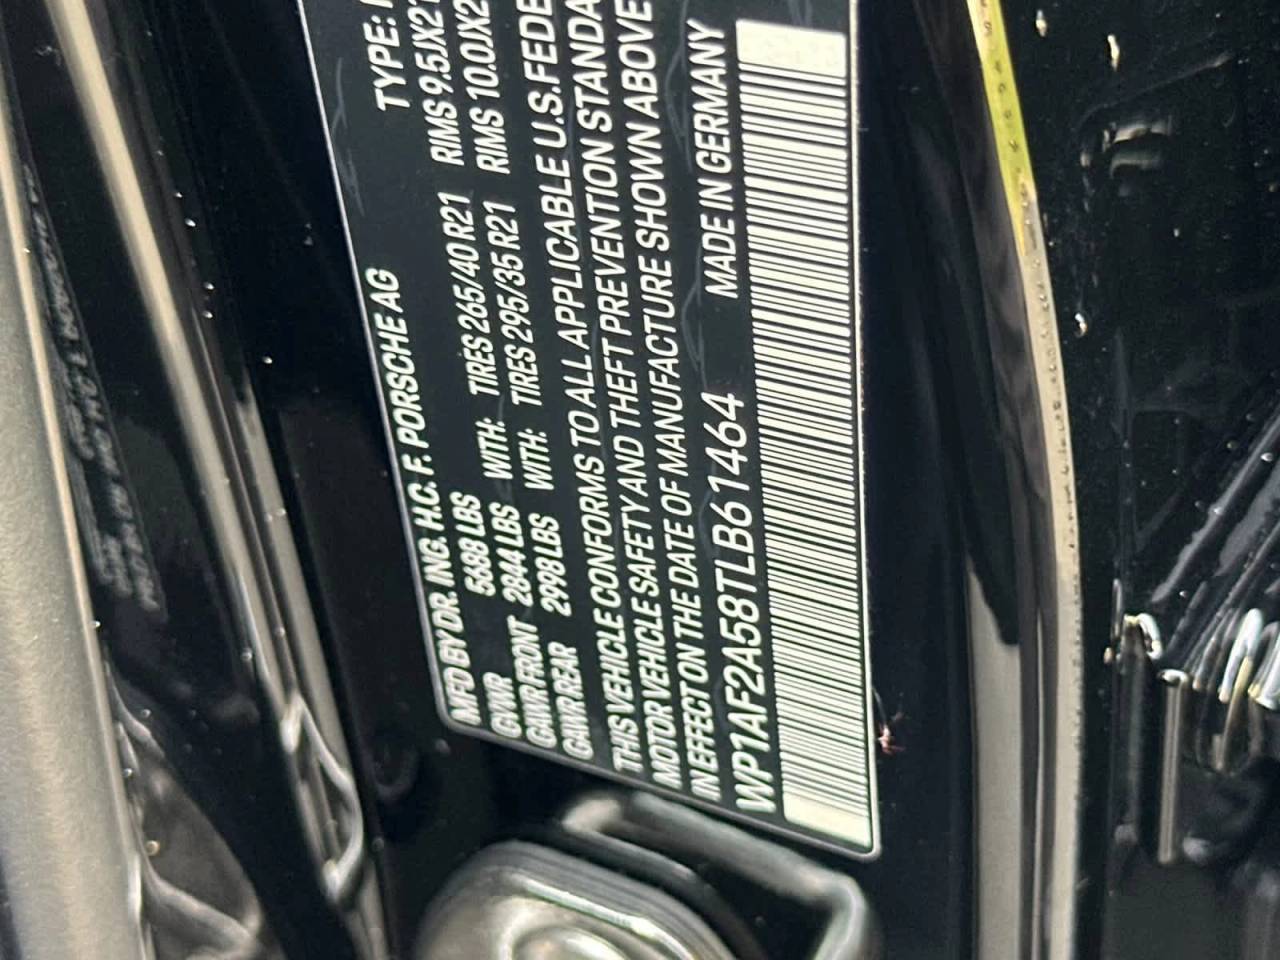 MFD BY DR. ING. H.C. F. PORSCHE AG TYPE:
GVWR 5688 LBS WITH: TIRES 265/40 R21 RIMS 9.5JX21
GAWR FRONT 2844 LBS WITH: TIRES 295/35 R21 RIMS 10.0JX2
GAWR REAR 2998 LBS
THIS VEHICLE CONFORMS TO ALL APPLICABLE U.S. FEDE
MOTOR VEHICLE SAFETY AND THEFT PREVENTION STANDA
IN EFFECT ON THE DATE OF MANUFACTURE SHOWN ABOVE
WP1AF2A58TLB61464 MADE IN GERMANY